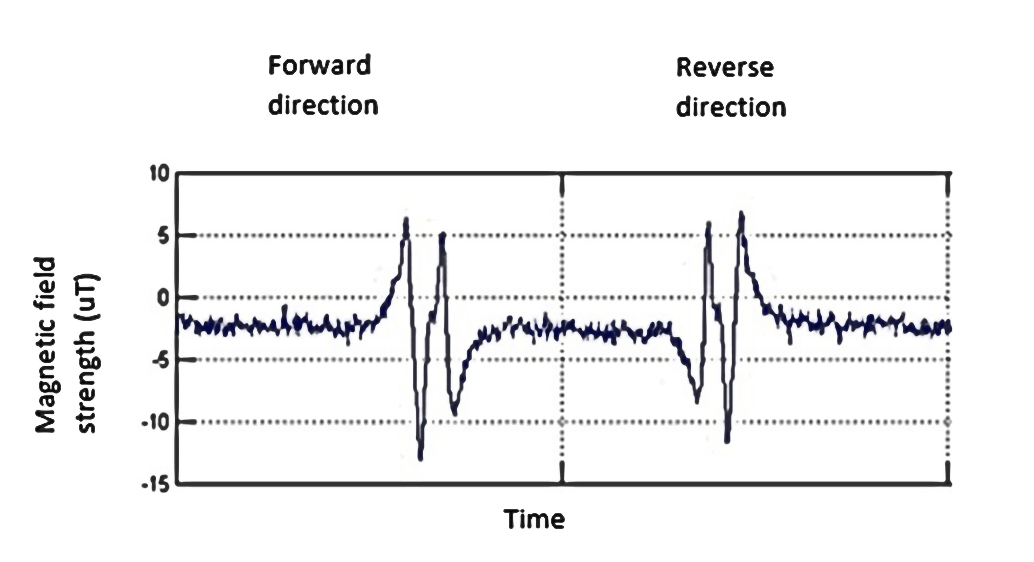 Forward
direction
Reverse
direction
Magnetic field
strength (uT)
10
5
0
-5
-10
-15
Time